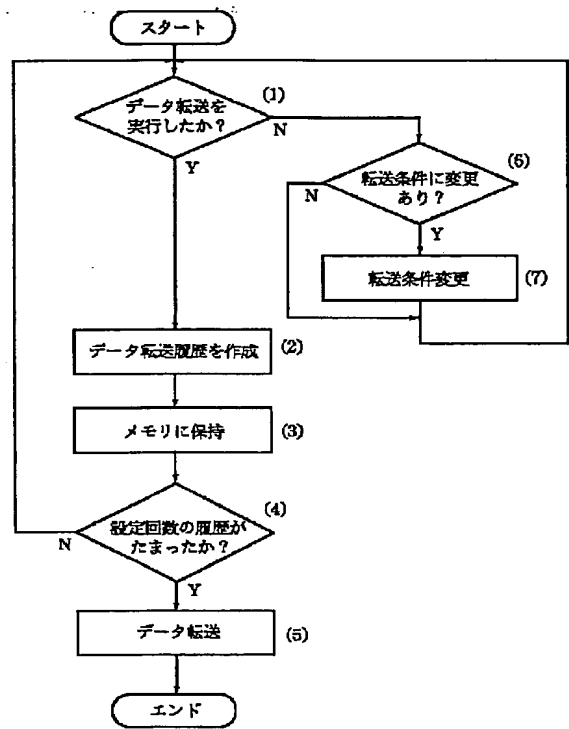 スタート
データ転送を
実行したか？
(1)
N
Y
転送条件に変更
あり？
(6)
N
Y
転送条件変更
(7)
データ転送履歴を作成
(2)
メモリに保持
(3)
設定回数の履歴が
たまったか？
(4)
N
Y
データ転送
(5)
エンド